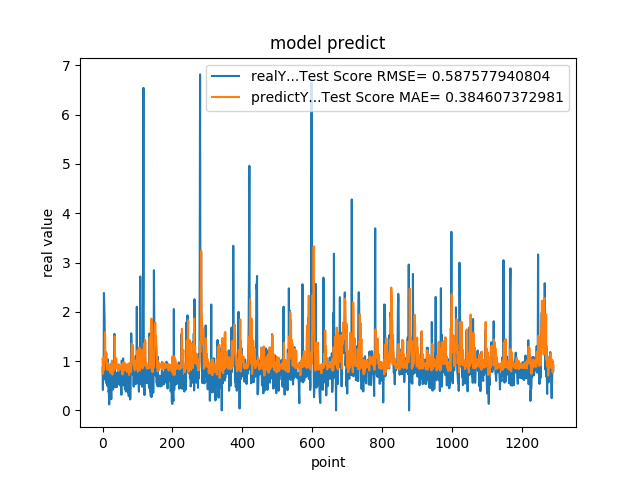 model predict
realY...Test Score RMSE= 0.587577940804
predictY...Test Score MAE= 0.384607372981
7
6
5
4
3
2
1
0
real value
0 200 400 600 800 1000 1200
point